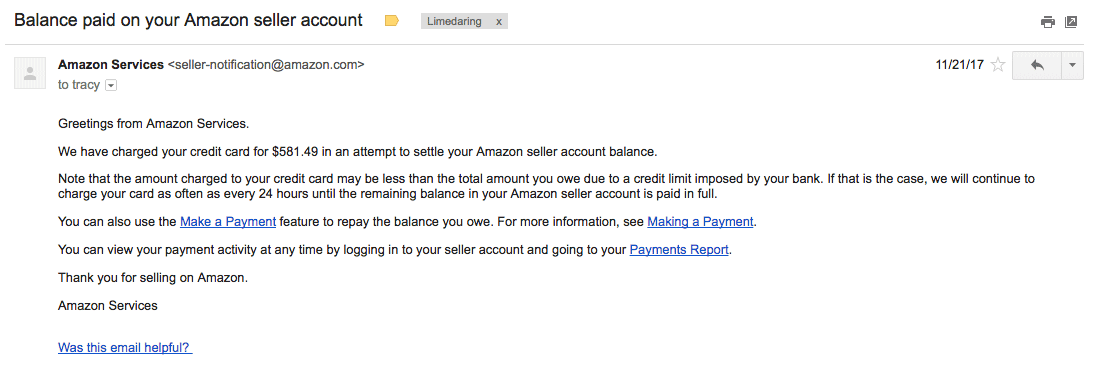 Balance paid on your Amazon seller account
Limedaring x
Amazon Services <seller-notification@amazon.com>
11/21/17
to tracy
Greetings from Amazon Services.
We have charged your credit card for $581.49 in an attempt to settle your Amazon seller account balance.
Note that the amount charged to your credit card may be less than the total amount you owe due to a credit limit imposed by your bank. If that is the case, we will continue to
charge your card as often as every 24 hours until the remaining balance in your Amazon seller account is paid in full.
You can also use the Make a Payment feature to repay the balance you owe. For more information, see Making a Payment.
You can view your payment activity at any time by logging in to your seller account and going to your Payments Report.
Thank you for selling on Amazon.
Amazon Services
Was this email helpful?